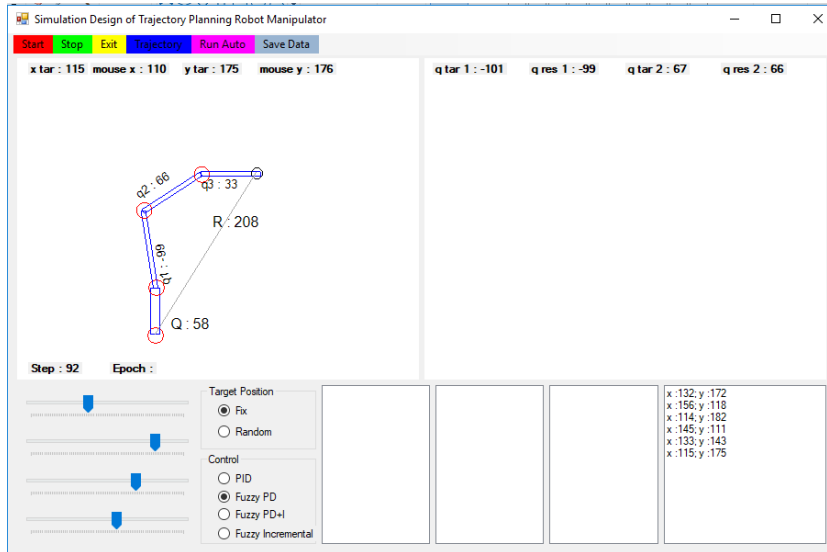 Simulation Design of Trajectory Planning Robot Manipulator
Start Stop Exit Trajectory Run Auto Save Data
x tar : 115 mouse x : 110 y tar : 175 mouse y : 176
q tar 1 : -101 q res 1 : -99 q tar 2 : 67 q res 2 : 66
q2 : 66
q3 : 33
R : 208
q1 : -99
Q : 58
Step : 92 Epoch :
Target Position
Fix
Random
Control
PID
Fuzzy PD
Fuzzy PD+I
Fuzzy Incremental
x :132; y :172
x :156; y :118
x :114; y :182
x :145; y :111
x :133; y :143
x :115; y :175